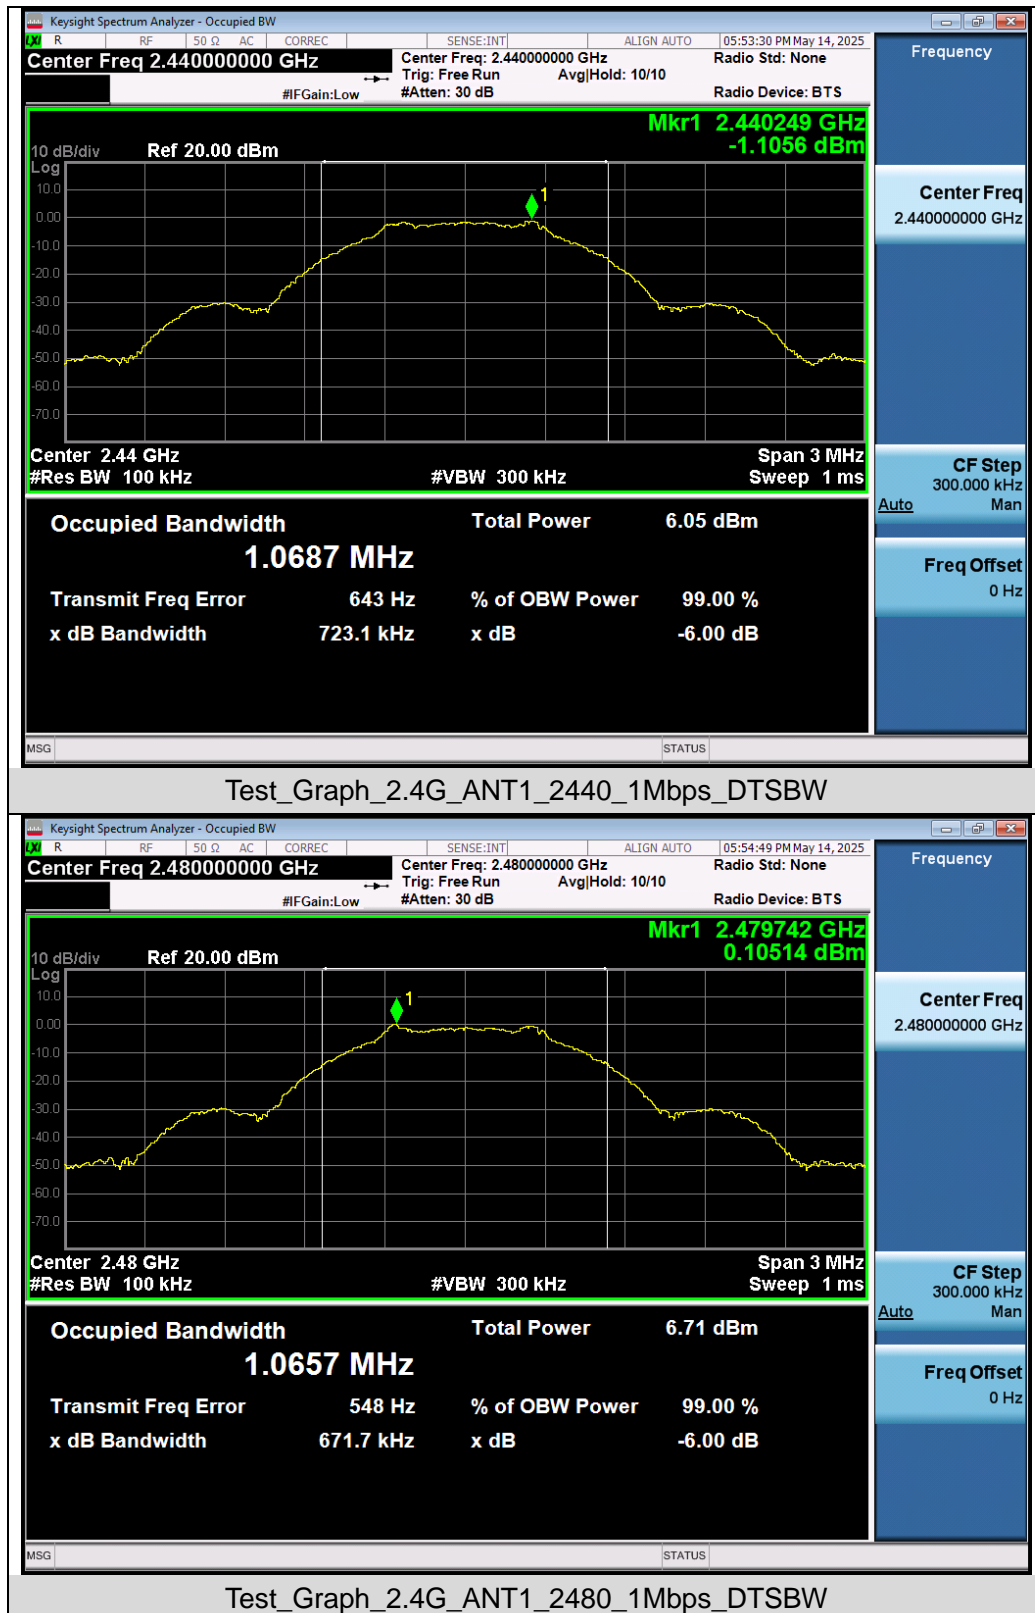 Keysight Spectrum Analyzer - Occupied BW
LXI R RF 50 Ω AC CORREC SENSE:INT ALIGN AUTO 05:53:30 PM May 14, 2025
Center Freq 2.440000000 GHz
Center Freq: 2.440000000 GHz
Radio Std: None
Trig: Free Run Avg|Hold: 10/10
#IFGain:Low
#Atten: 30 dB
Radio Device: BTS
Frequency
Mkr1 2.440249 GHz
-1.1056 dBm
10 dB/div Ref 20.00 dBm
Log
10.0
0.00
-10.0
-20.0
-30.0
-40.0
-50.0
-60.0
-70.0
1
Center 2.44 GHz Span 3 MHz
#Res BW 100 kHz #VBW 300 kHz Sweep 1 ms
Center Freq
2.440000000 GHz
CF Step
300.000 kHz
Auto Man
Freq Offset
0 Hz
Occupied Bandwidth Total Power 6.05 dBm
1.0687 MHz
Transmit Freq Error 643 Hz % of OBW Power 99.00 %
x dB Bandwidth 723.1 kHz x dB -6.00 dB
MSG STATUS
Test_Graph_2.4G_ANT1_2440_1Mbps_DTSBW
Keysight Spectrum Analyzer - Occupied BW
LXI R RF 50 Ω AC CORREC SENSE:INT ALIGN AUTO 05:54:49 PM May 14, 2025
Center Freq 2.480000000 GHz
Center Freq: 2.480000000 GHz
Radio Std: None
Trig: Free Run Avg|Hold: 10/10
#IFGain:Low
#Atten: 30 dB
Radio Device: BTS
Frequency
Mkr1 2.479742 GHz
0.10514 dBm
10 dB/div Ref 20.00 dBm
Log
10.0
0.00
-10.0
-20.0
-30.0
-40.0
-50.0
-60.0
-70.0
1
Center 2.48 GHz Span 3 MHz
#Res BW 100 kHz #VBW 300 kHz Sweep 1 ms
Center Freq
2.480000000 GHz
CF Step
300.000 kHz
Auto Man
Freq Offset
0 Hz
Occupied Bandwidth Total Power 6.71 dBm
1.0657 MHz
Transmit Freq Error 548 Hz % of OBW Power 99.00 %
x dB Bandwidth 671.7 kHz x dB -6.00 dB
MSG STATUS
Test_Graph_2.4G_ANT1_2480_1Mbps_DTSBW